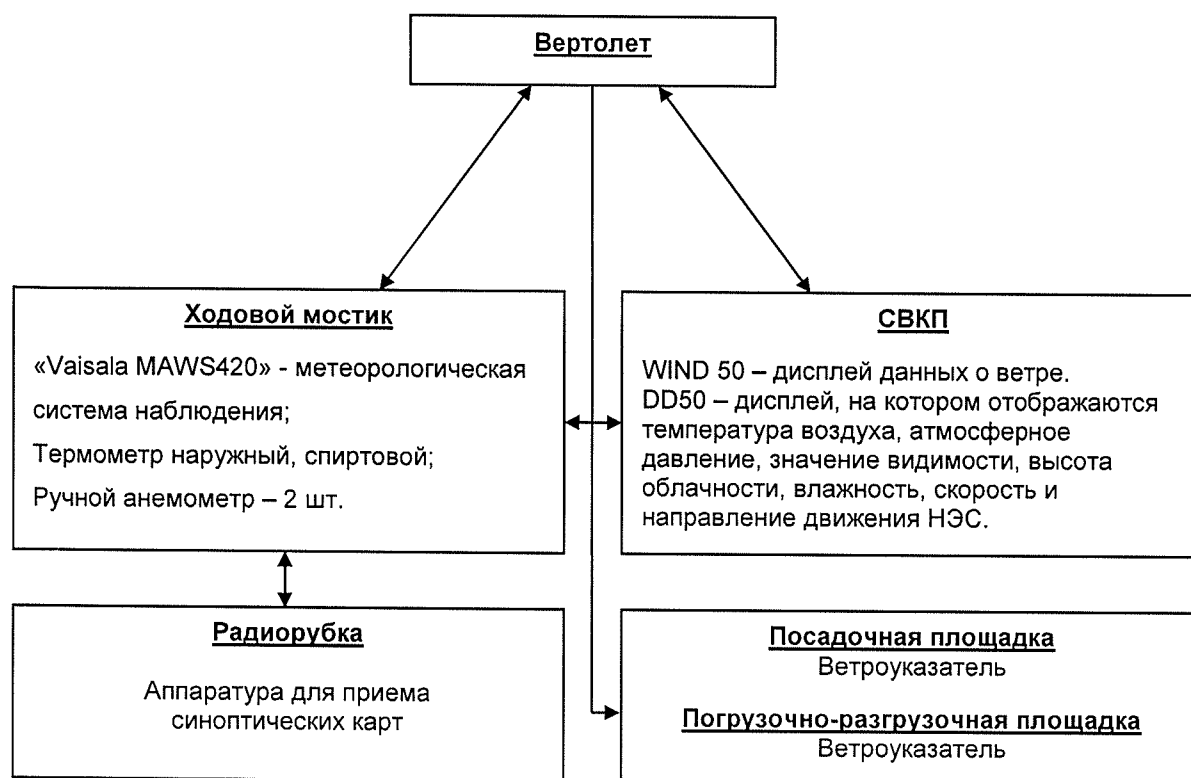 Вертолет
Ходовой мостик
«Vaisala MAWS420» - метеорологическая
система наблюдения;
Термометр наружный, спиртовой;
Ручной анемометр – 2 шт.
СВКП
WIND 50 – дисплей данных о ветре.
DD50 – дисплей, на котором отображаются
температура воздуха, атмосферное
давление, значение видимости, высота
облачности, влажность, скорость и
направление движения НЭС.
Радиорубка
Аппаратура для приема
синоптических карт
Посадочная площадка
Ветроуказатель
Погрузочно-разгрузочная площадка
Ветроуказатель